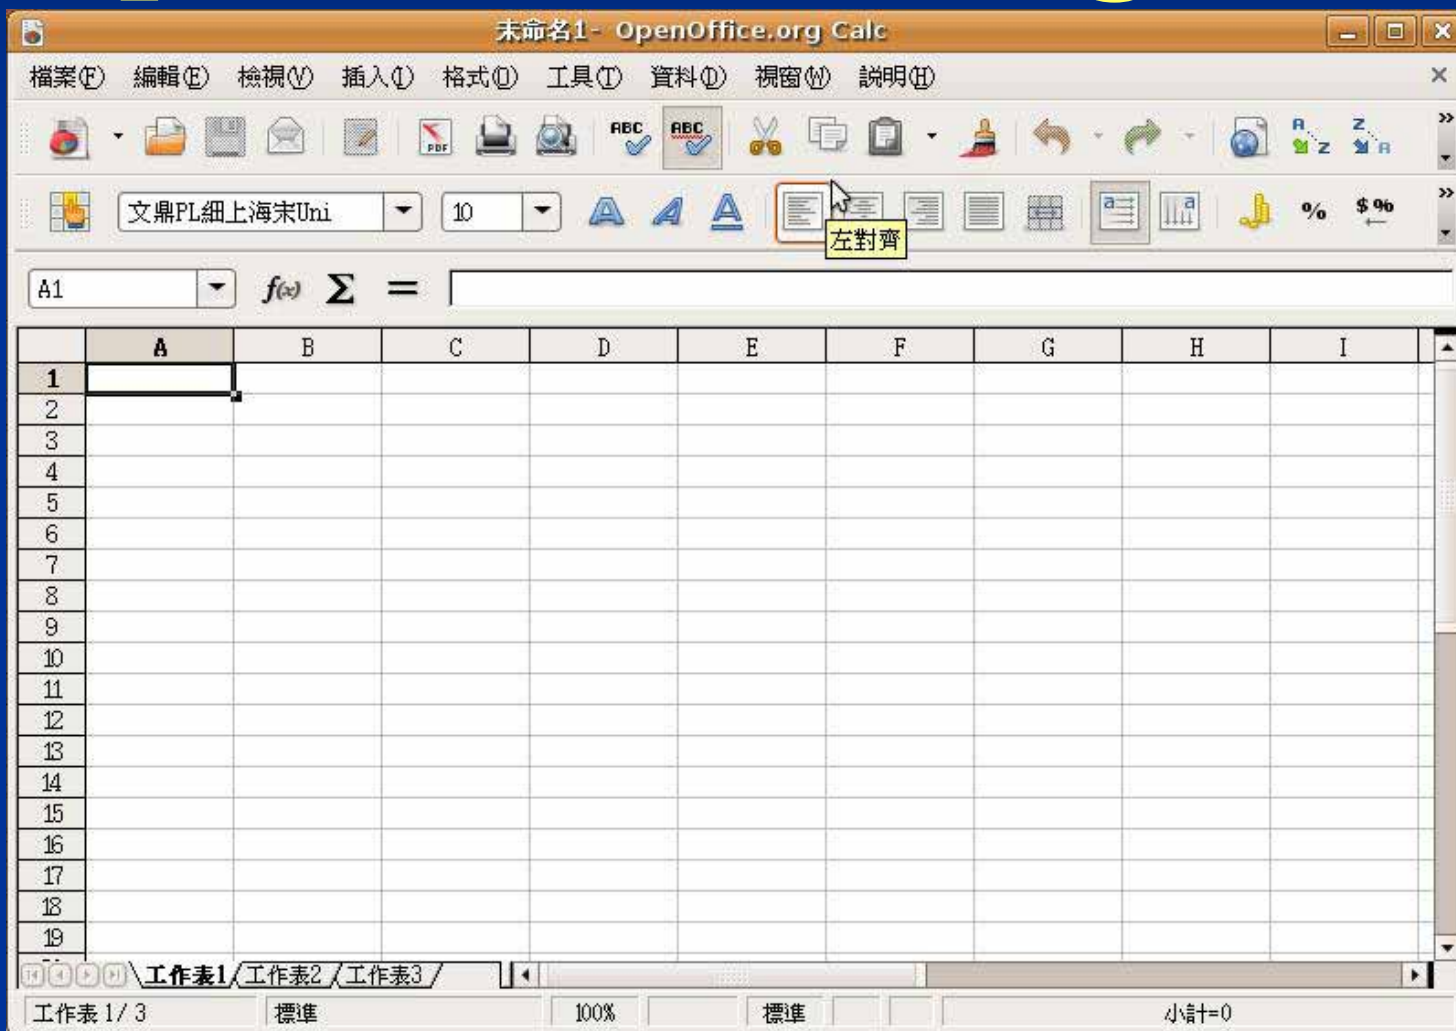 未命名1- OpenOffice.org Calc
檔案(F) 編輯(E) 檢視(V) 插入(I) 格式(O) 工具(T) 資料(D) 視窗(W) 說明(H)
PDF ABC ABC A Z Z A
文鼎PL細上海宋Uni 10 A A A a a % $%
左對齊
A1 f(x) Σ =
A B C D E F G H I
1
2
3
4
5
6
7
8
9
10
11
12
13
14
15
16
17
18
19
工作表1 工作表2 工作表3
工作表 1/ 3 標準 100% 標準 小計=0